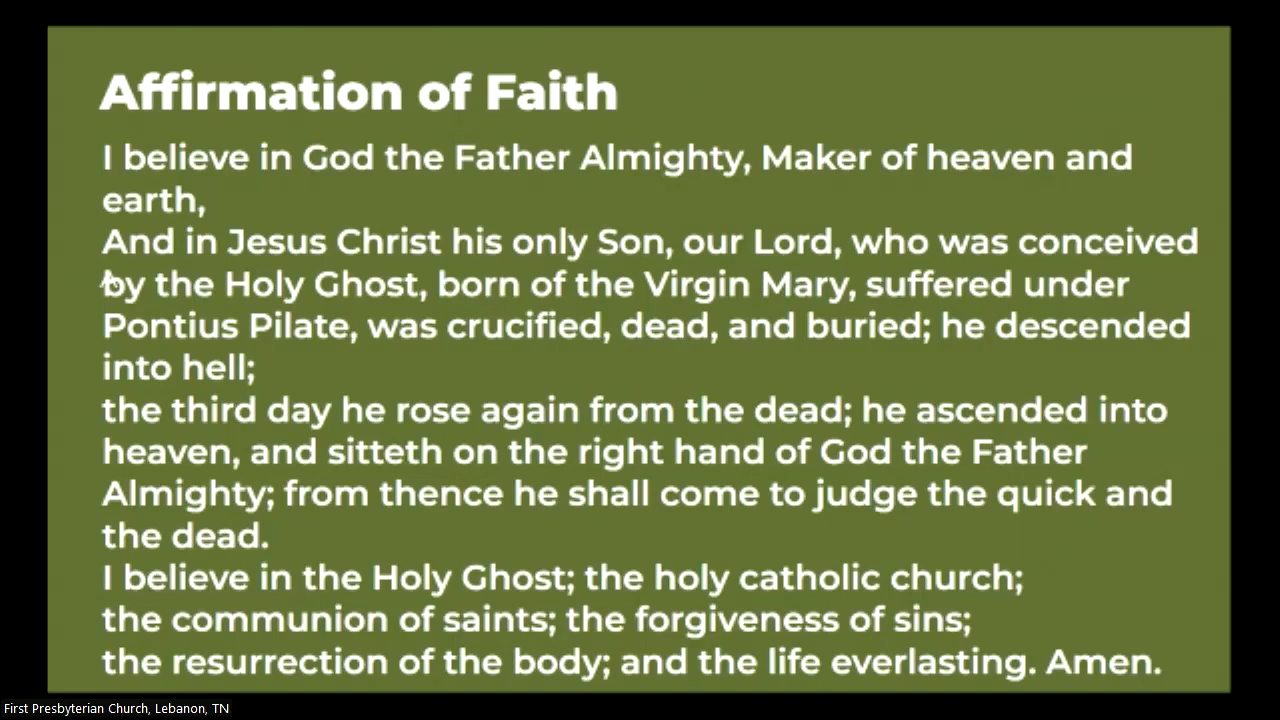 Affirmation of Faith
I believe in God the Father Almighty, Maker of heaven and
earth,
And in Jesus Christ his only Son, our Lord, who was conceived
by the Holy Ghost, born of the Virgin Mary, suffered under
Pontius Pilate, was crucified, dead, and buried; he descended
into hell;
the third day he rose again from the dead; he ascended into
heaven, and sitteth on the right hand of God the Father
Almighty; from thence he shall come to judge the quick and
the dead.
I believe in the Holy Ghost; the holy catholic church;
the communion of saints; the forgiveness of sins;
the resurrection of the body; and the life everlasting. Amen.
First Presbyterian Church, Lebanon, TN